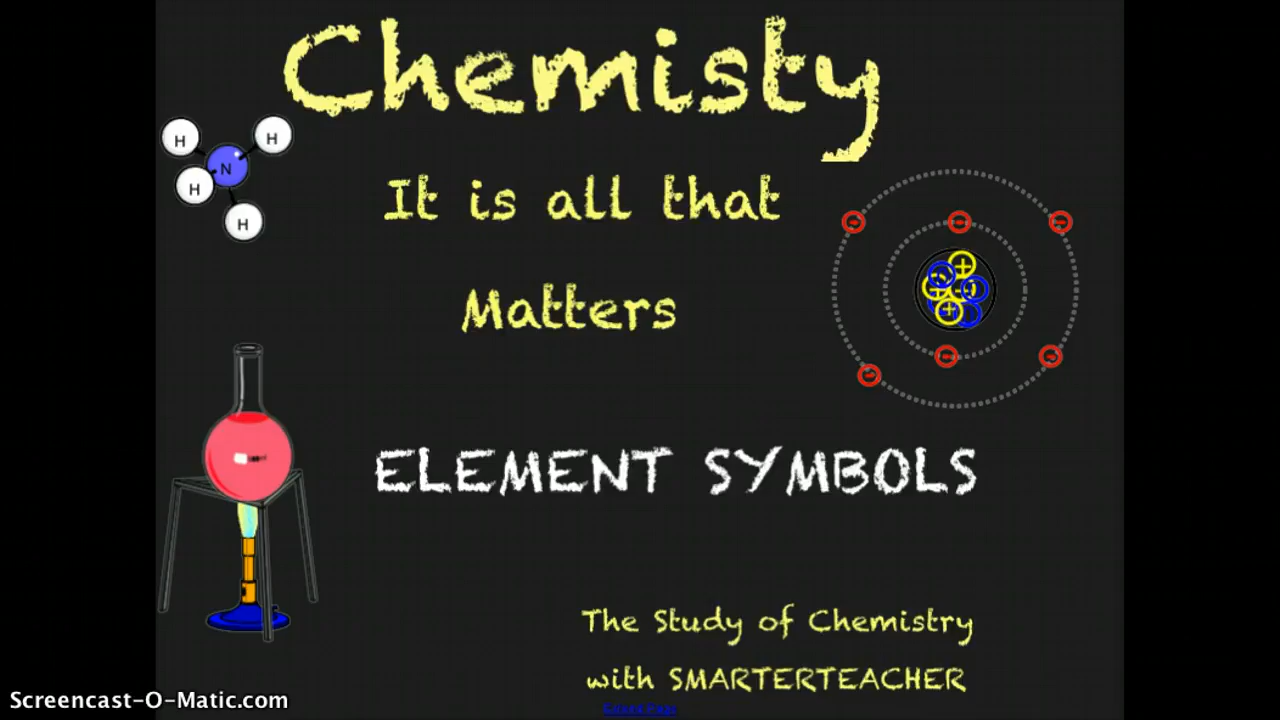 Chemisty
H H
N
H
H
It is all that
Matters
ELEMENT SYMBOLS
The Study of Chemistry
with SMARTERTEACHER
Screencast-O-Matic.com